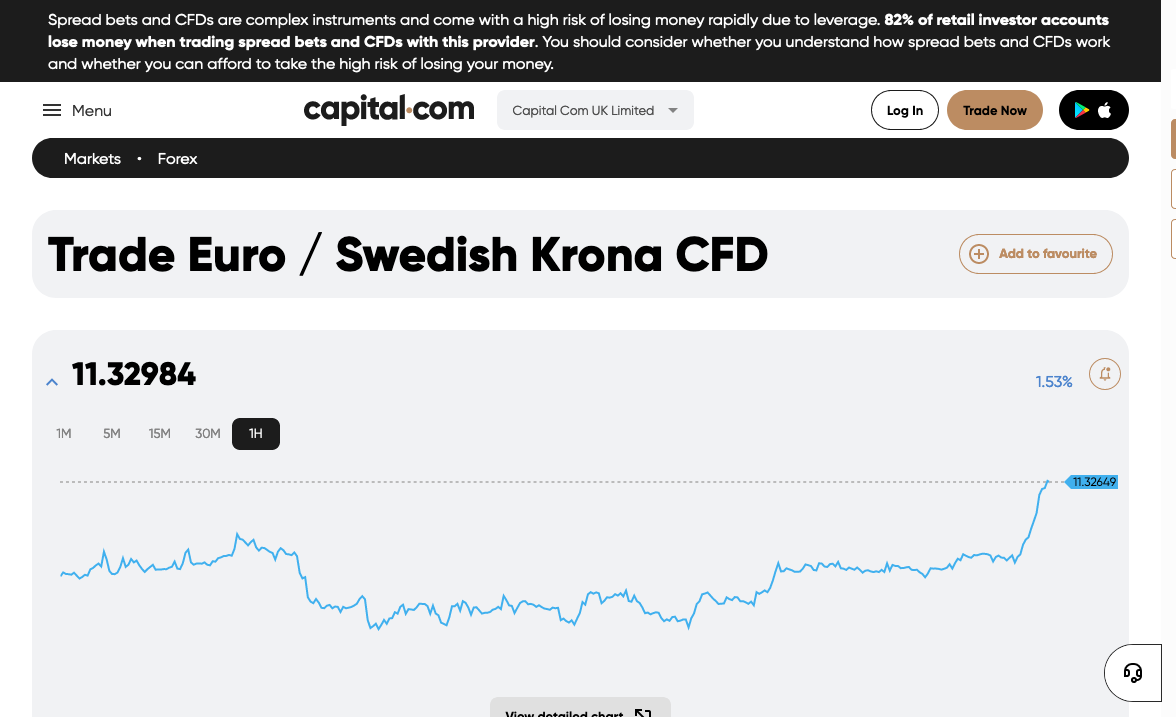 Spread bets and CFDs are complex instruments and come with a high risk of losing money rapidly due to leverage. 82% of retail investor accounts
lose money when trading spread bets and CFDs with this provider. You should consider whether you understand how spread bets and CFDs work
and whether you can afford to take the high risk of losing your money.
Menu
capital.com
Capital Com UK Limited
Log In
Trade Now
Markets • Forex
Trade Euro / Swedish Krona CFD
Add to favourite
11.32984
1.53%
1M 5M 15M 30M 1H
11.32649
View detailed chart